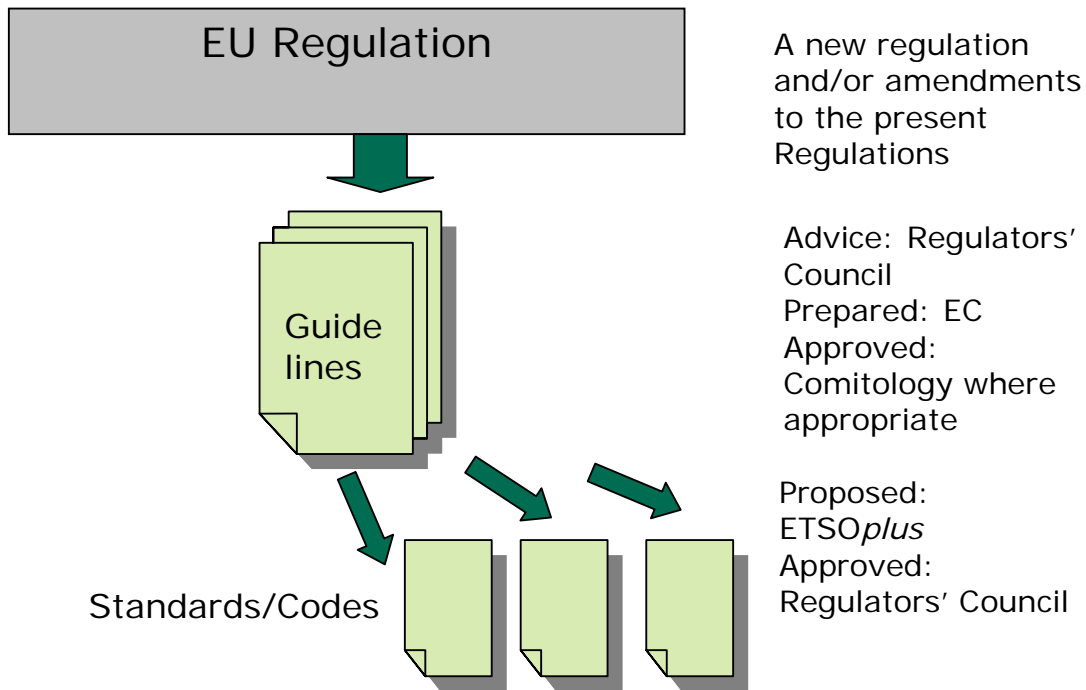 EU Regulation
A new regulation
and/or amendments
to the present
Regulations
Guide
lines
Advice: Regulators’
Council
Prepared: EC
Approved:
Comitology where
appropriate
Standards/Codes
Proposed:
ETSOplus
Approved:
Regulators’ Council